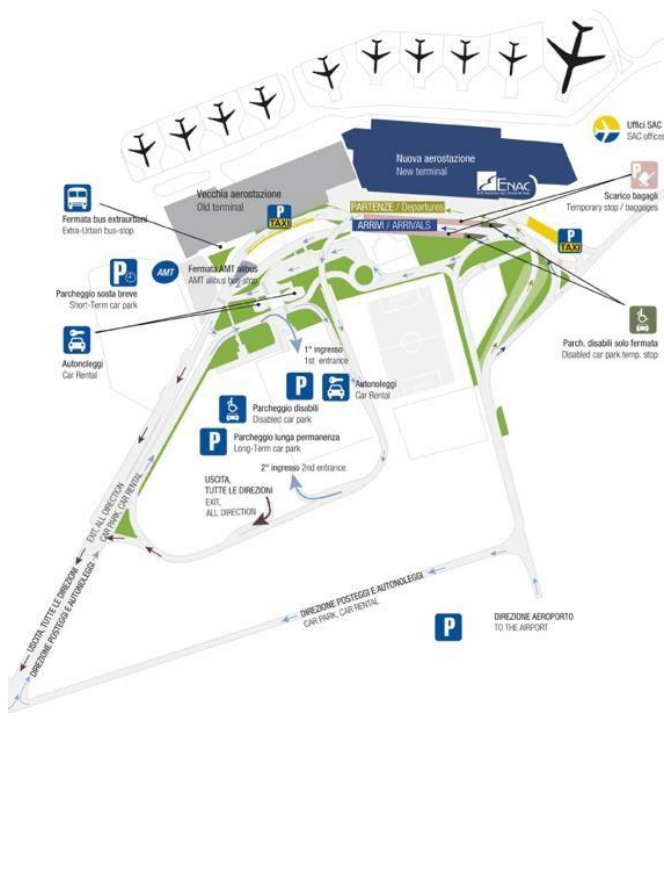 Uffici SAC
SAC offices
Nuova aerostazione
New terminal
ENAC
Vecchia aerostazione
Old terminal
Scarico bagagli
Temporary stop / baggages
PARTENZE / Departures
ARRIVI / ARRIVALS
P
TAXI
P
TAXI
Fermata bus extraurbani
Extra-Urban bus-stop
AMT
Fermata AMT alibus
AMT alibus bus-stop
P
Parcheggio sosta breve
Short-Term car park
Autonoleggi
Car Rental
Parch. disabili solo fermata
Disabled car park temp. stop
1° ingresso
1st entrance
P
Autonoleggi
Car Rental
Parcheggio disabili
Disabled car park
P
Parcheggio lunga permanenza
Long-Term car park
2° ingresso 2nd entrance
USCITA,
TUTTE LE DIREZIONI
EXIT,
ALL DIRECTION
EXIT, ALL DIRECTION
CAR PARK, CAR RENTAL
USCITA, TUTTE LE DIREZIONI
DIREZIONE POSTEGGI E AUTONOLEGGI
DIREZIONE POSTEGGI E AUTONOLEGGI
CAR PARK, CAR RENTAL
P
DIREZIONE AEROPORTO
TO THE AIRPORT